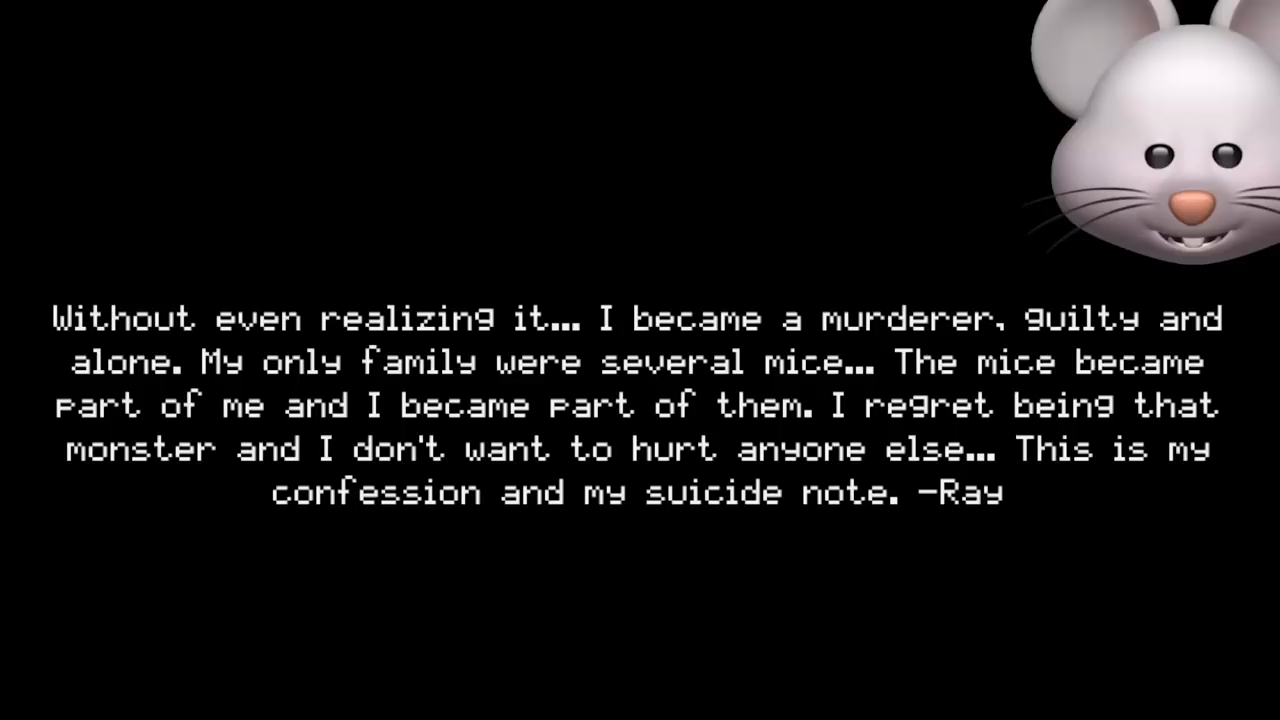 Without even realizing it... I became a murderer, guilty and
alone. My only family were several mice... The mice became
part of me and I became part of them. I regret being that
monster and I don't want to hurt anyone else... This is my
confession and my suicide note. -Ray